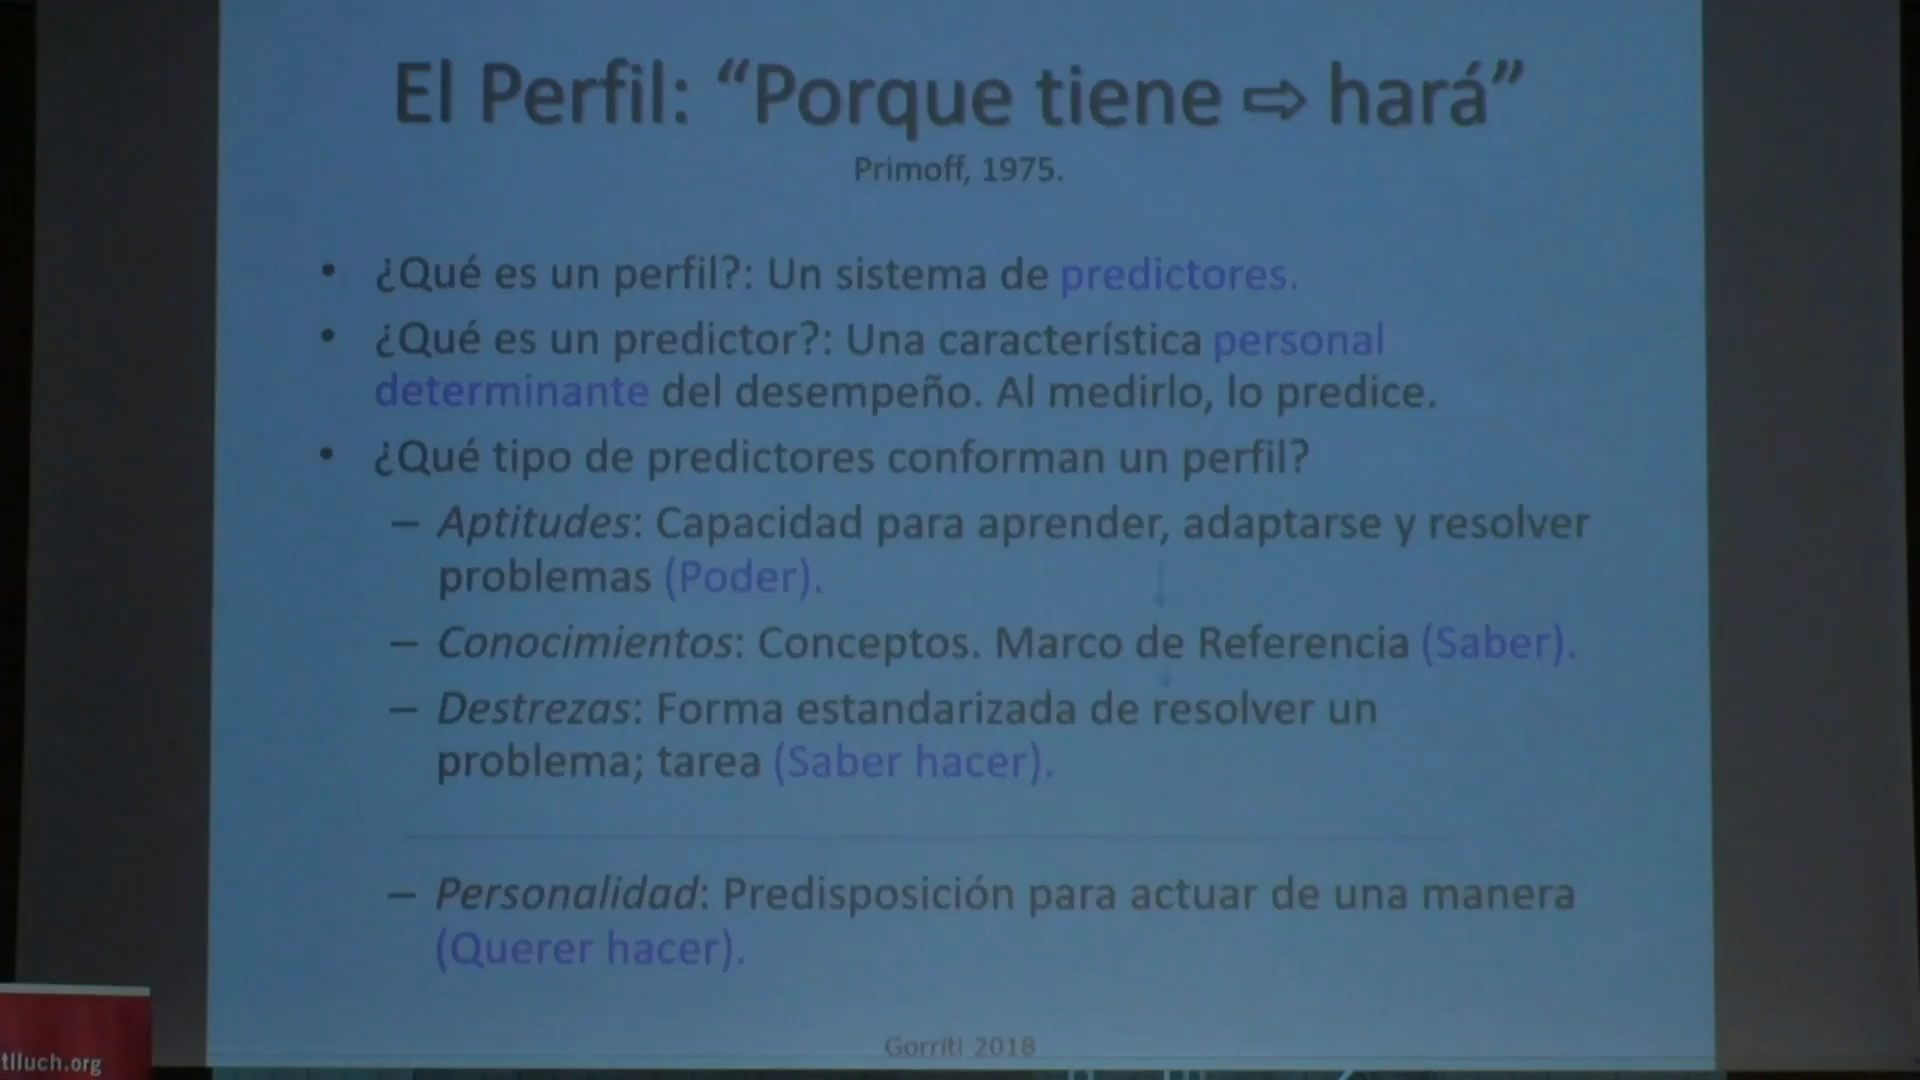 El Perfil: “Porque tiene ⇨ hará”
Primoff, 1975.
• ¿Qué es un perfil?: Un sistema de predictores.
• ¿Qué es un predictor?: Una característica personal
determinante del desempeño. Al medirlo, lo predice.
• ¿Qué tipo de predictores conforman un perfil?
– Aptitudes: Capacidad para aprender, adaptarse y resolver
problemas (Poder).
– Conocimientos: Conceptos. Marco de Referencia (Saber).
– Destrezas: Forma estandarizada de resolver un
problema; tarea (Saber hacer).
– Personalidad: Predisposición para actuar de una manera
(Querer hacer).
Gorriti 2018
tlluch.org